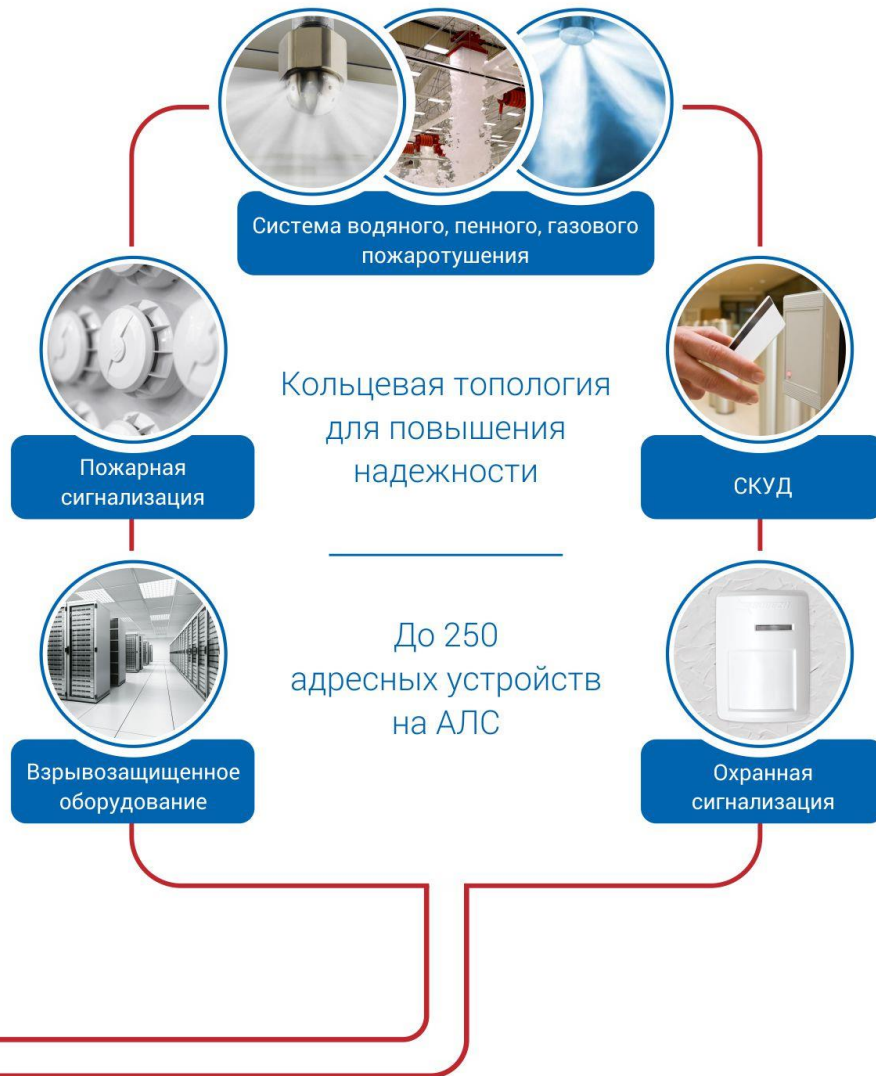 Система водяного, пенного, газового
пожаротушения
Кольцевая топология
для повышения
надежности
Пожарная
сигнализация
СКУД
До 250
адресных устройств
на АЛС
Взрывозащищенное
оборудование
Охранная
сигнализация